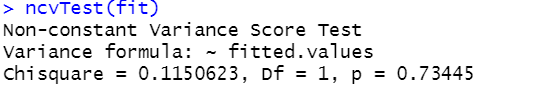 > ncvTest(fit)
Non-constant Variance Score Test
Variance formula: ~ fitted.values
Chisquare = 0.1150623, Df = 1, p = 0.73445